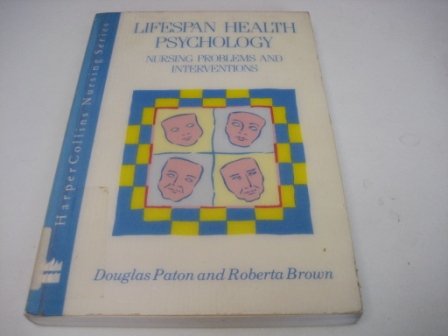 LIFESPAN HEALTH
PSYCHOLOGY
NURSING PROBLEMS AND
INTERVENTIONS
Douglas Paton and Roberta Brown
HarperCollins Nursing Series